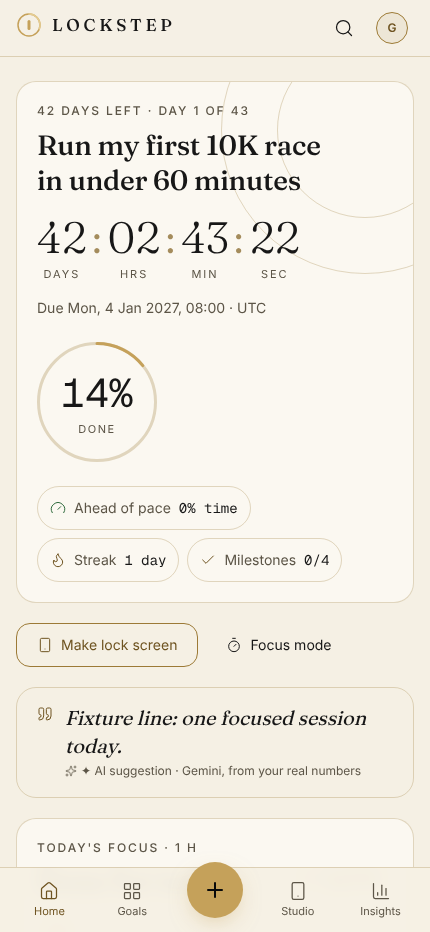 LOCKSTEP
G
42 DAYS LEFT · DAY 1 OF 43
Run my first 10K race
in under 60 minutes
42:02:43:22
DAYS HRS MIN SEC
Due Mon, 4 Jan 2027, 08:00 · UTC
14%
DONE
Ahead of pace 0% time
Streak 1 day
Milestones 0/4
Make lock screen
Focus mode
Fixture line: one focused session
today.
✦ AI suggestion · Gemini, from your real numbers
TODAY'S FOCUS · 1 H
Home
Goals
Studio
Insights